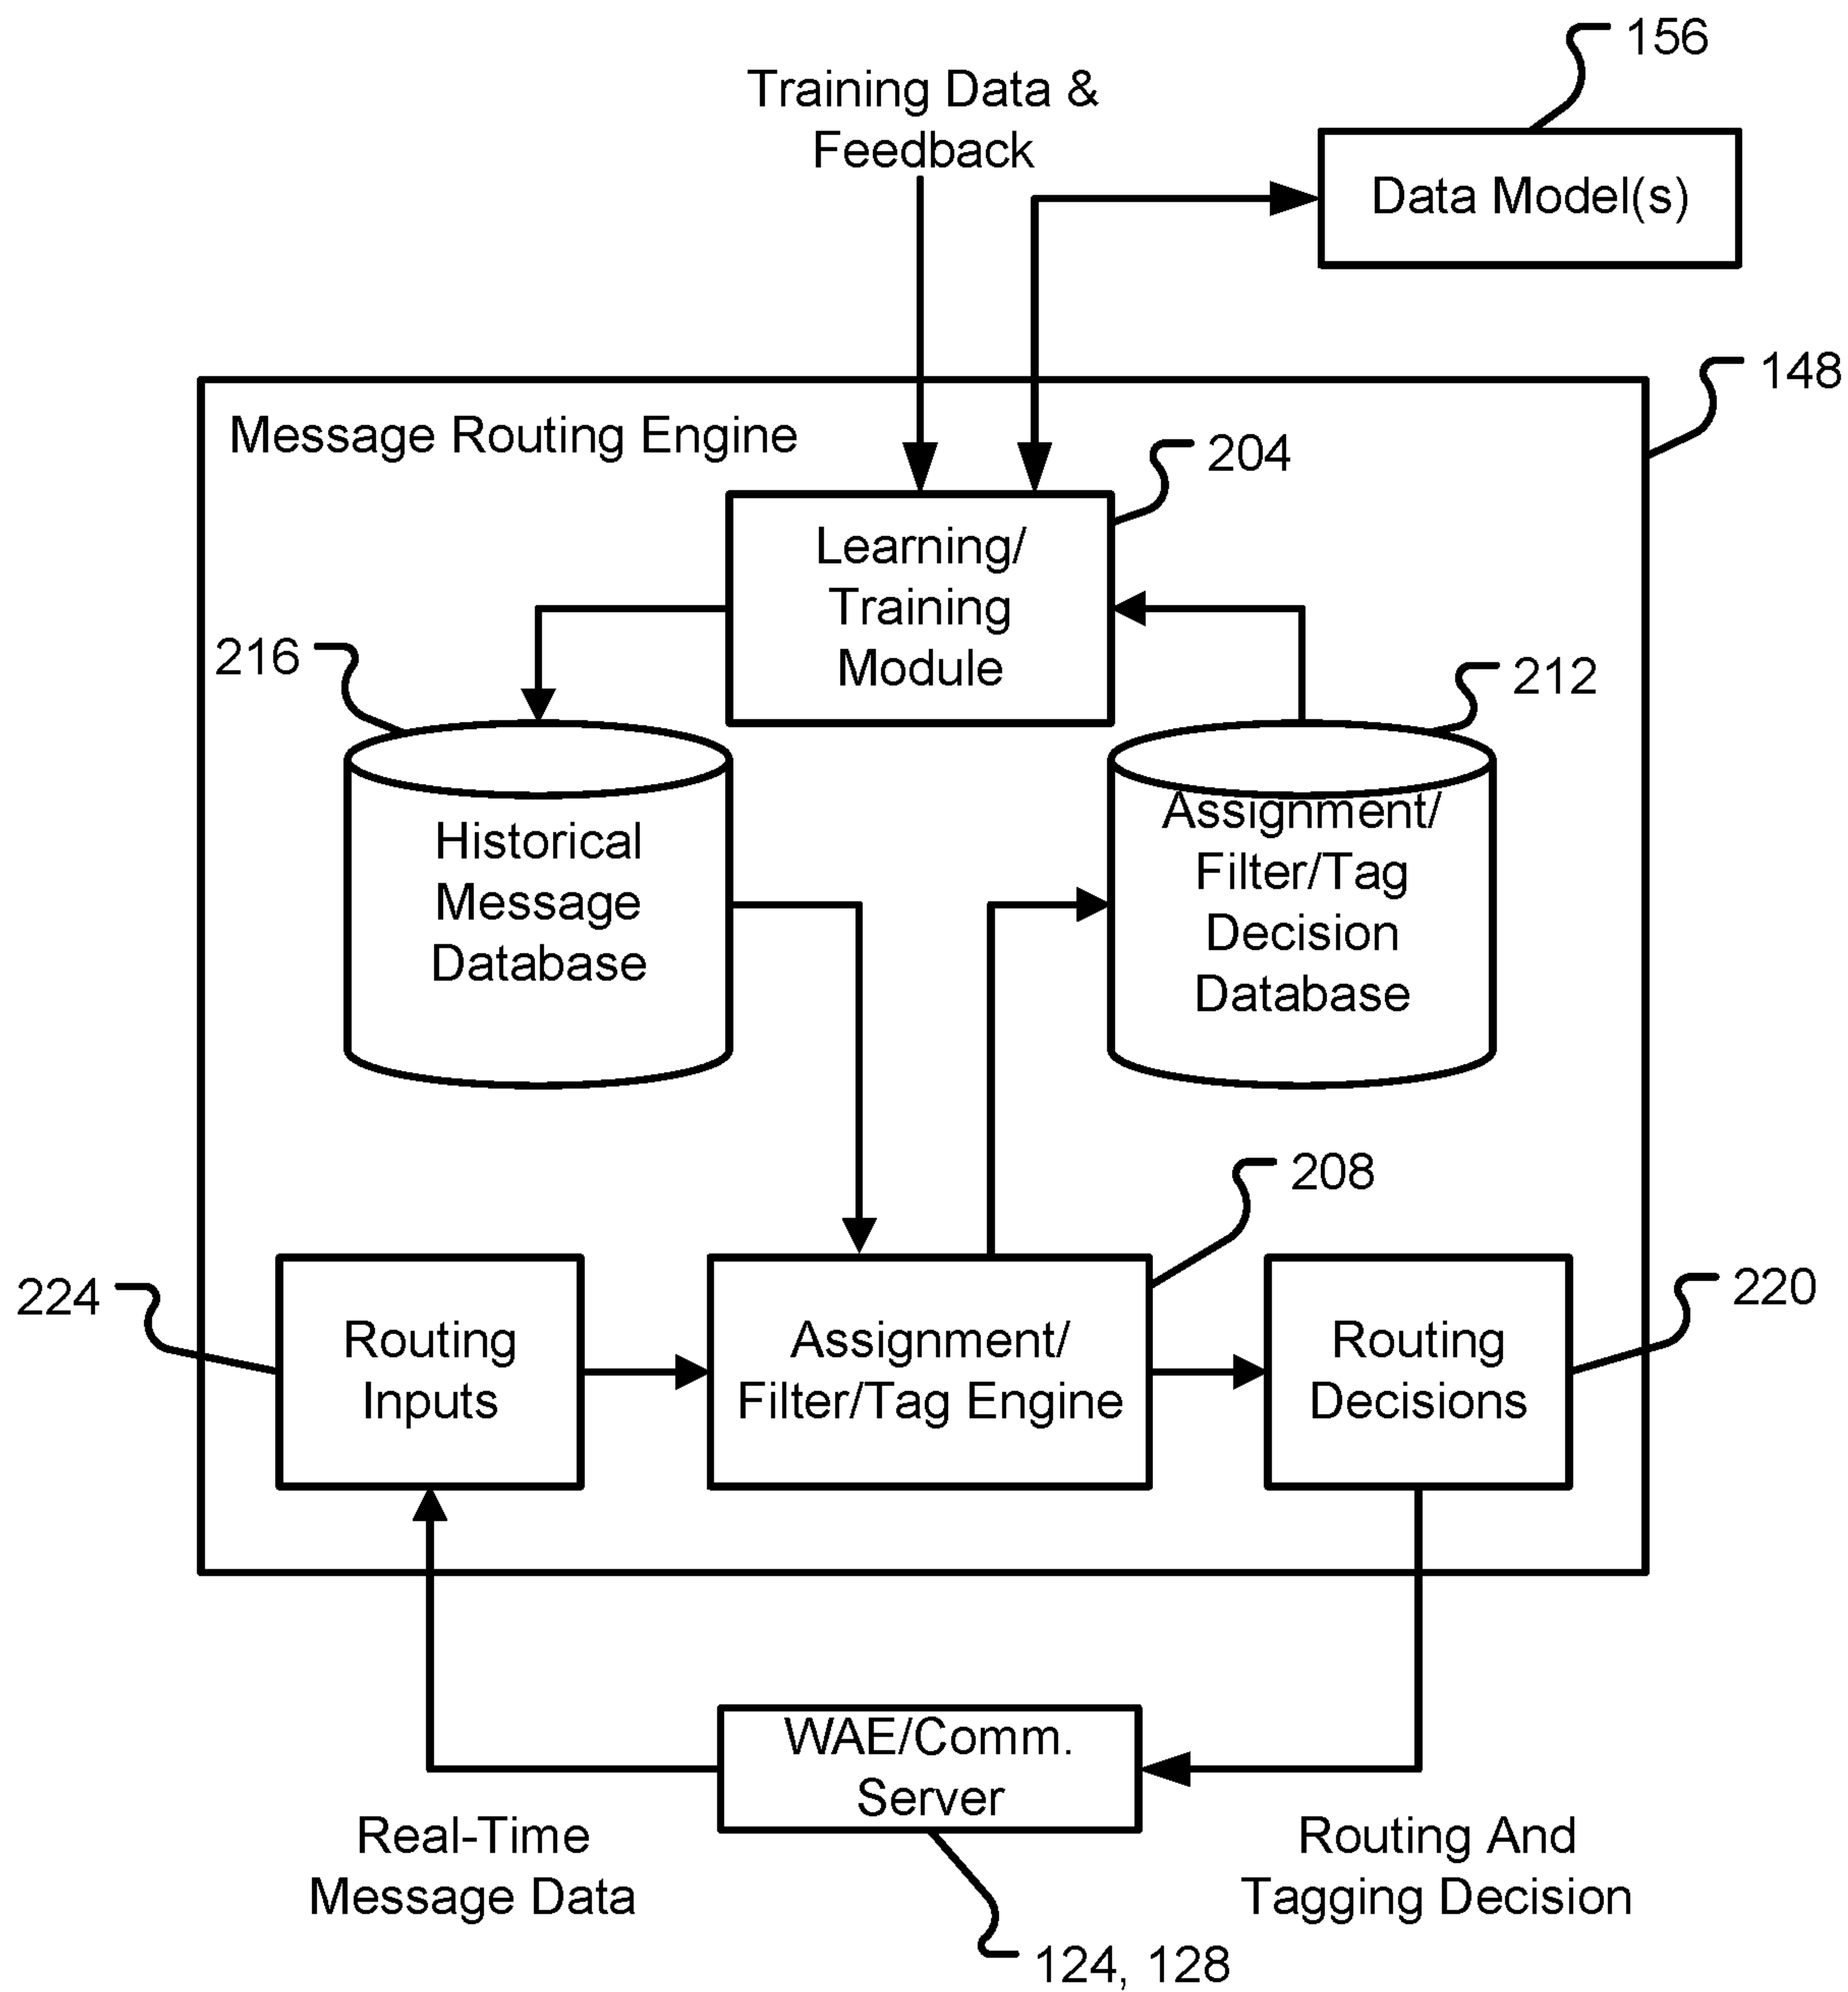 156
Training Data &
Feedback
Data Model(s)
148
Message Routing Engine
204
Learning/
Training
Module
216
212
Historical
Message
Database
Assignment/
Filter/Tag
Decision
Database
208
224
220
Routing
Inputs
Assignment/
Filter/Tag Engine
Routing
Decisions
WAE/Comm.
Server
Real-Time
Message Data
Routing And
Tagging Decision
124, 128